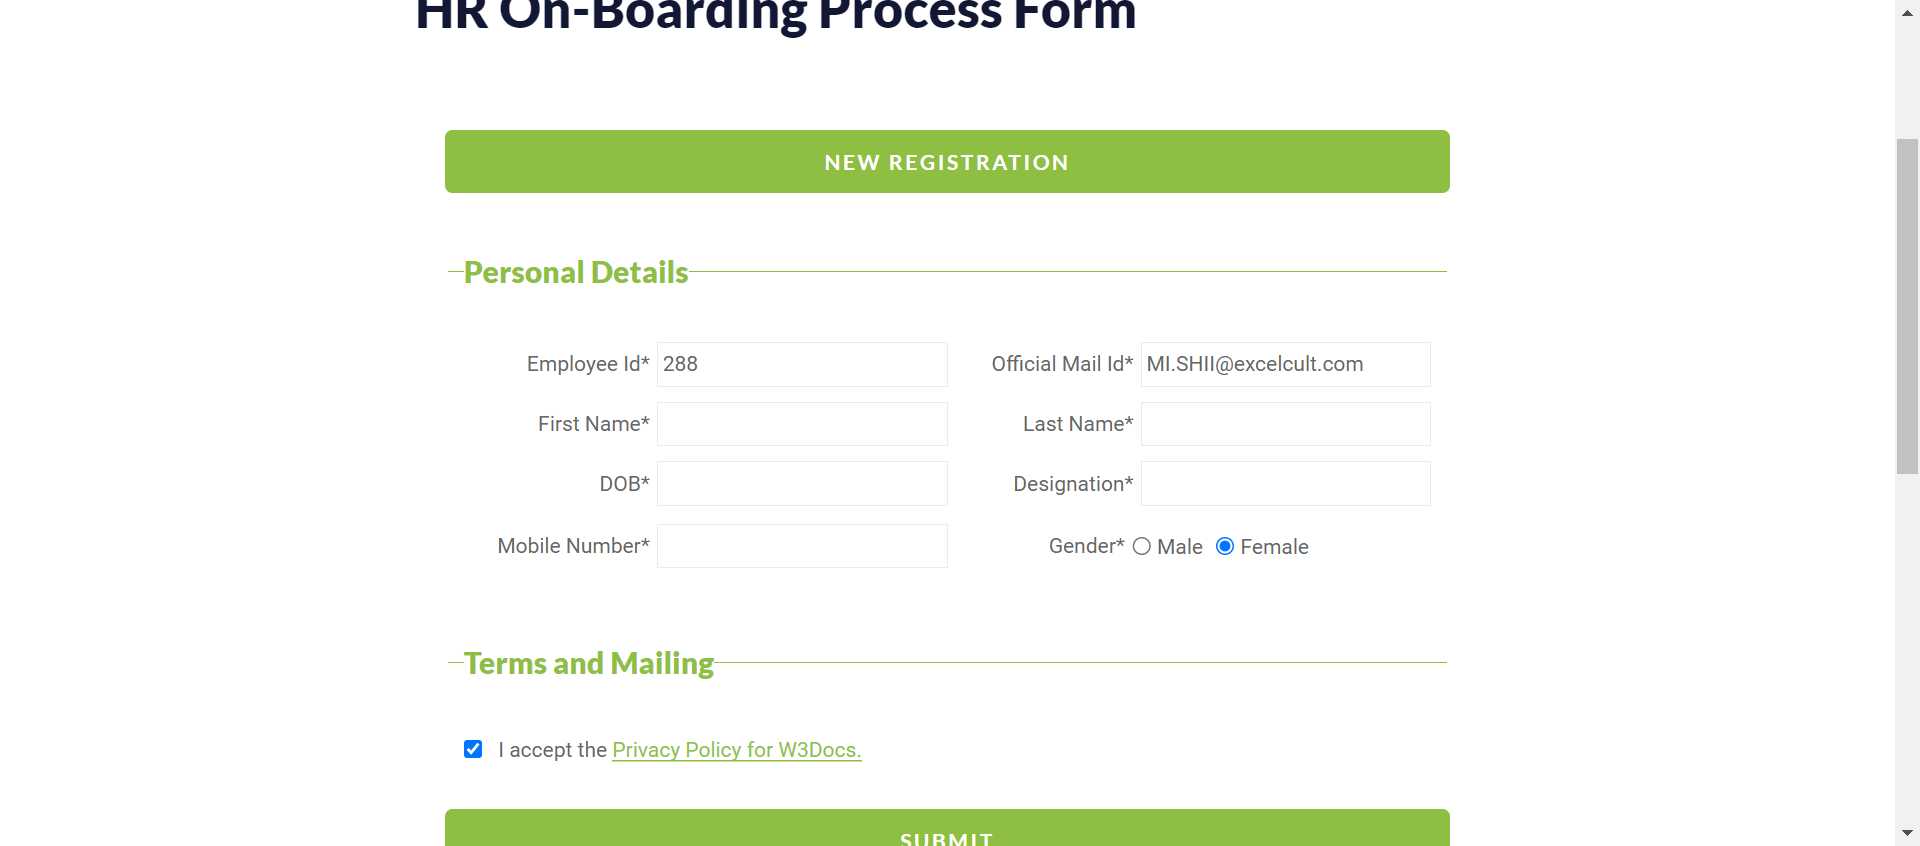 HR On-Boarding Process Form
NEW REGISTRATION
Personal Details
Employee Id* 288 Official Mail Id* MI.SHII@excelcult.com
First Name* Last Name*
DOB* Designation*
Mobile Number* Gender* Male Female
Terms and Mailing
I accept the Privacy Policy for W3Docs.
SUBMIT